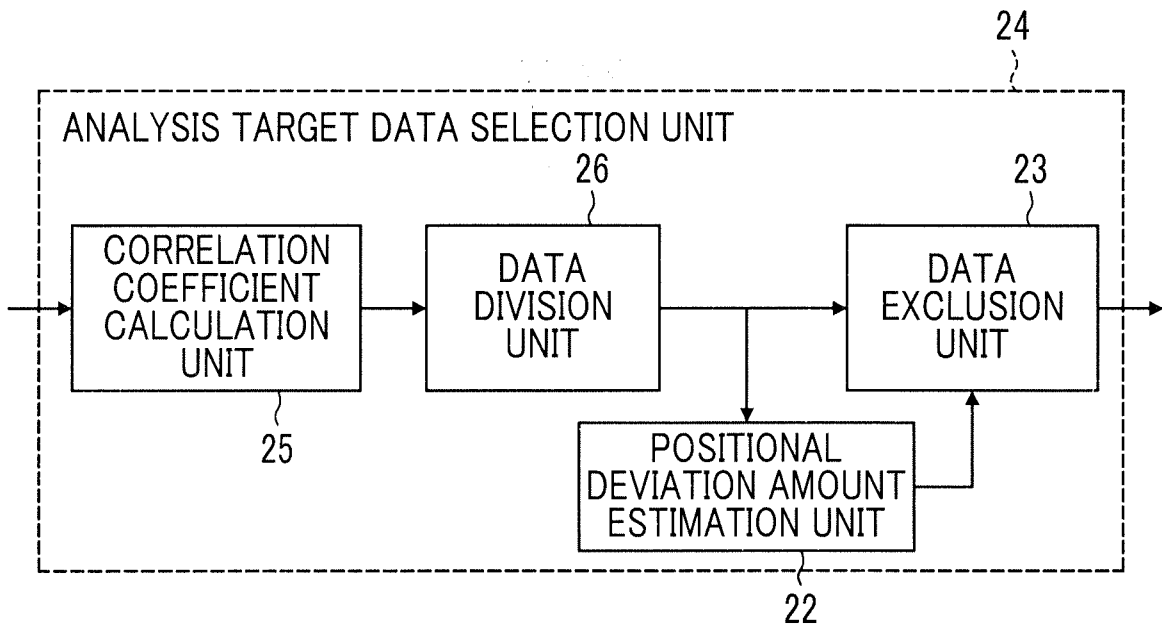 24
ANALYSIS TARGET DATA SELECTION UNIT
26
23
CORRELATION
COEFFICIENT
CALCULATION
UNIT
DATA
DIVISION
UNIT
DATA
EXCLUSION
UNIT
25
POSITIONAL
DEVIATION AMOUNT
ESTIMATION UNIT
22